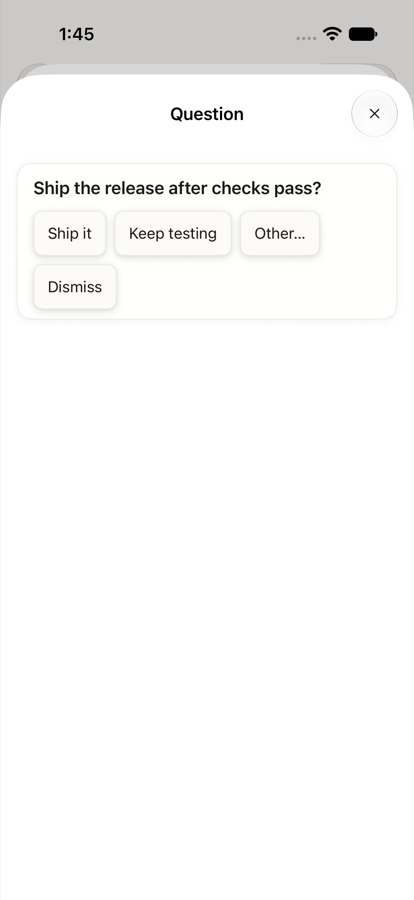 1:45
Question
Ship the release after checks pass?
Ship it Keep testing Other...
Dismiss